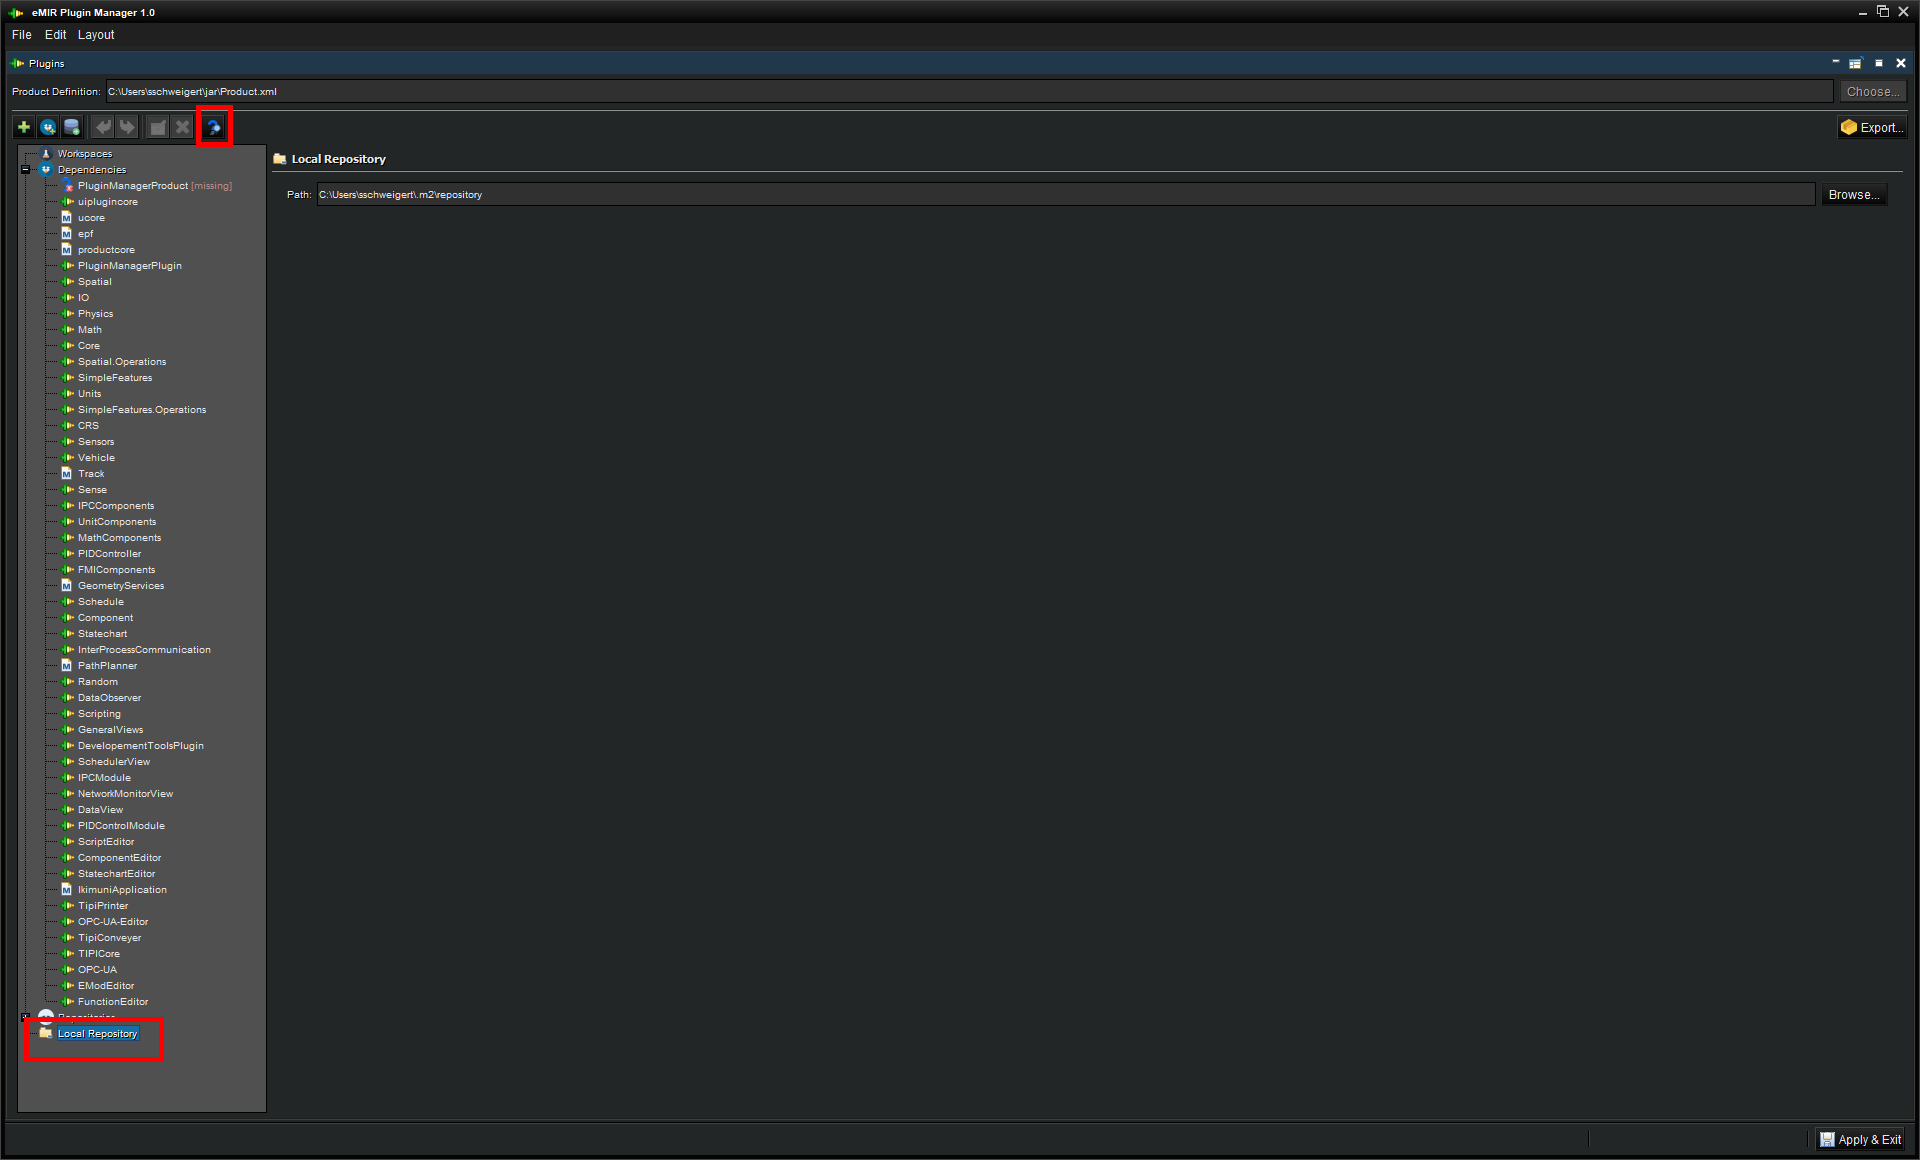 eMIR Plugin Manager 1.0
File Edit Layout
Plugins
Product Definition: C:\Users\sschweigert\jar\Product.xml Choose...
Export...
Workspaces
Dependencies
PluginManagerProduct [missing]
uiplugincore
ucore
epf
productcore
PluginManagerPlugin
Spatial
IO
Physics
Math
Core
Spatial.Operations
SimpleFeatures
Units
SimpleFeatures.Operations
CRS
Sensors
Vehicle
Track
Sense
IPCComponents
UnitComponents
MathComponents
PIDController
FMIComponents
GeometryServices
Schedule
Component
Statechart
InterProcessCommunication
PathPlanner
Random
DataObserver
Scripting
GeneralViews
DevelopementToolsPlugin
SchedulerView
IPCModule
NetworkMonitorView
DataView
PIDControlModule
ScriptEditor
ComponentEditor
StatechartEditor
IkimuniApplication
TipiPrinter
OPC-UA-Editor
TipiConveyer
TIPICore
OPC-UA
EModEditor
FunctionEditor
Repositories
Local Repository
Local Repository
Path: C:\Users\sschweigert\.m2\repository Browse...
Apply & Exit